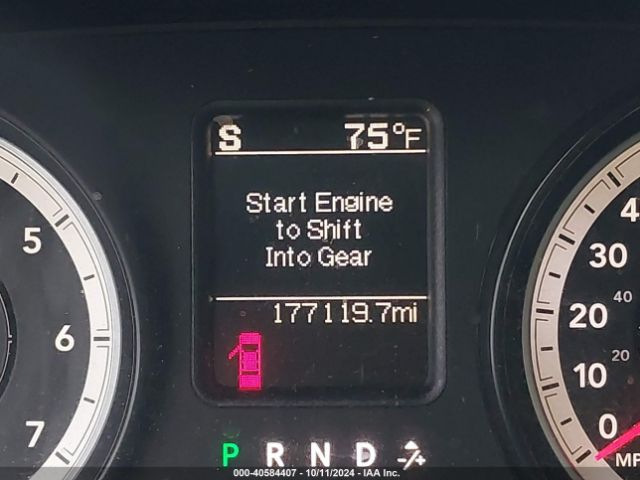 S 75°F
Start Engine
to Shift
Into Gear
177119.7mi
P R N D
5
6
7
4
30
20
10
0
40
20
MP
000-40584407 - 10/11/2024 - IAA Inc.